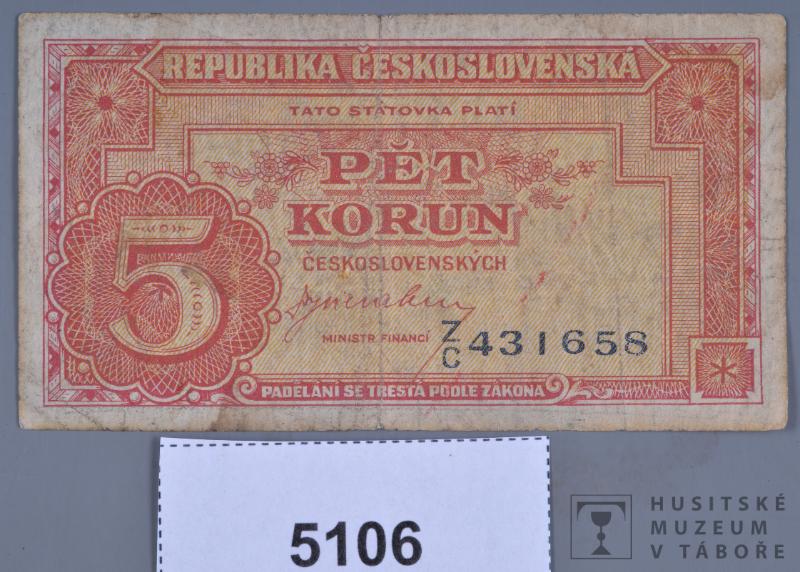 REPUBLIKA ČESKOSLOVENSKÁ
TATO STÁTOVKA PLATÍ
PĚT
KORUN
ČESKOSLOVENSKÝCH
5
MINISTR FINANCÍ
Z/C 431658
PADĚLÁNÍ SE TRESTÁ PODLE ZÁKONA
5106
HUSITSKÉ
MUZEUM
V TÁBOŘE